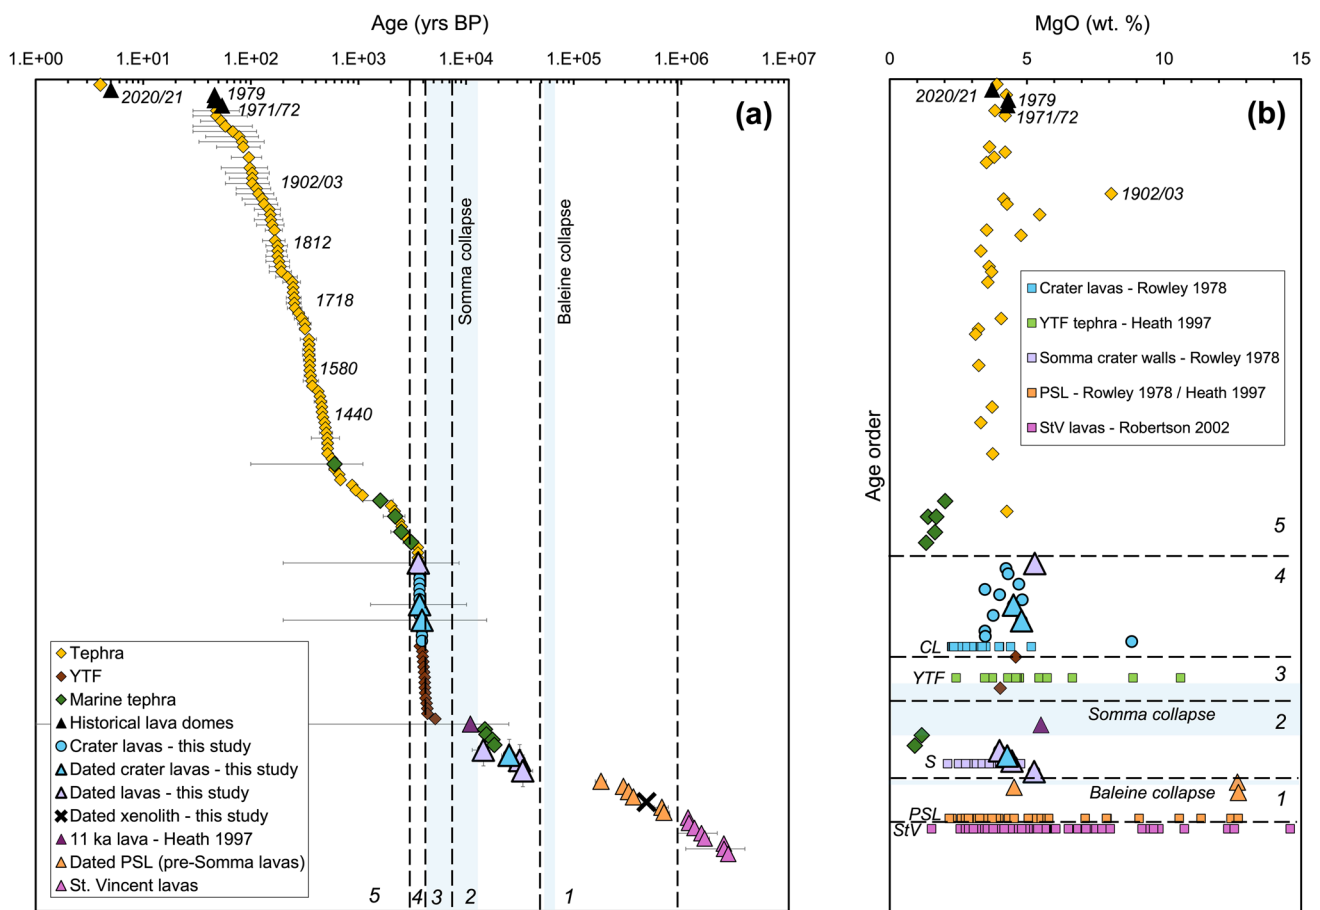 Age (yrs BP)
1.E+00 1.E+01 1.E+02 1.E+03 1.E+04 1.E+05 1.E+06 1.E+07
(a)
2020/21
1979
1971/72
1902/03
1812
1718
1580
1440
Somma collapse
Baleine collapse
Tephra
YTF
Marine tephra
Historical lava domes
Crater lavas - this study
Dated crater lavas - this study
Dated lavas - this study
Dated xenolith - this study
11 ka lava - Heath 1997
Dated PSL (pre-Somma lavas)
St. Vincent lavas
5 4 3 2 1
MgO (wt. %)
0 5 10 15
(b)
2020/21
1979
1971/72
1902/03
Crater lavas - Rowley 1978
YTF tephra - Heath 1997
Somma crater walls - Rowley 1978
PSL - Rowley 1978 / Heath 1997
StV lavas - Robertson 2002
Age order
5
4
CL
YTF
3
Somma collapse
2
S
Baleine collapse
1
PSL
StV